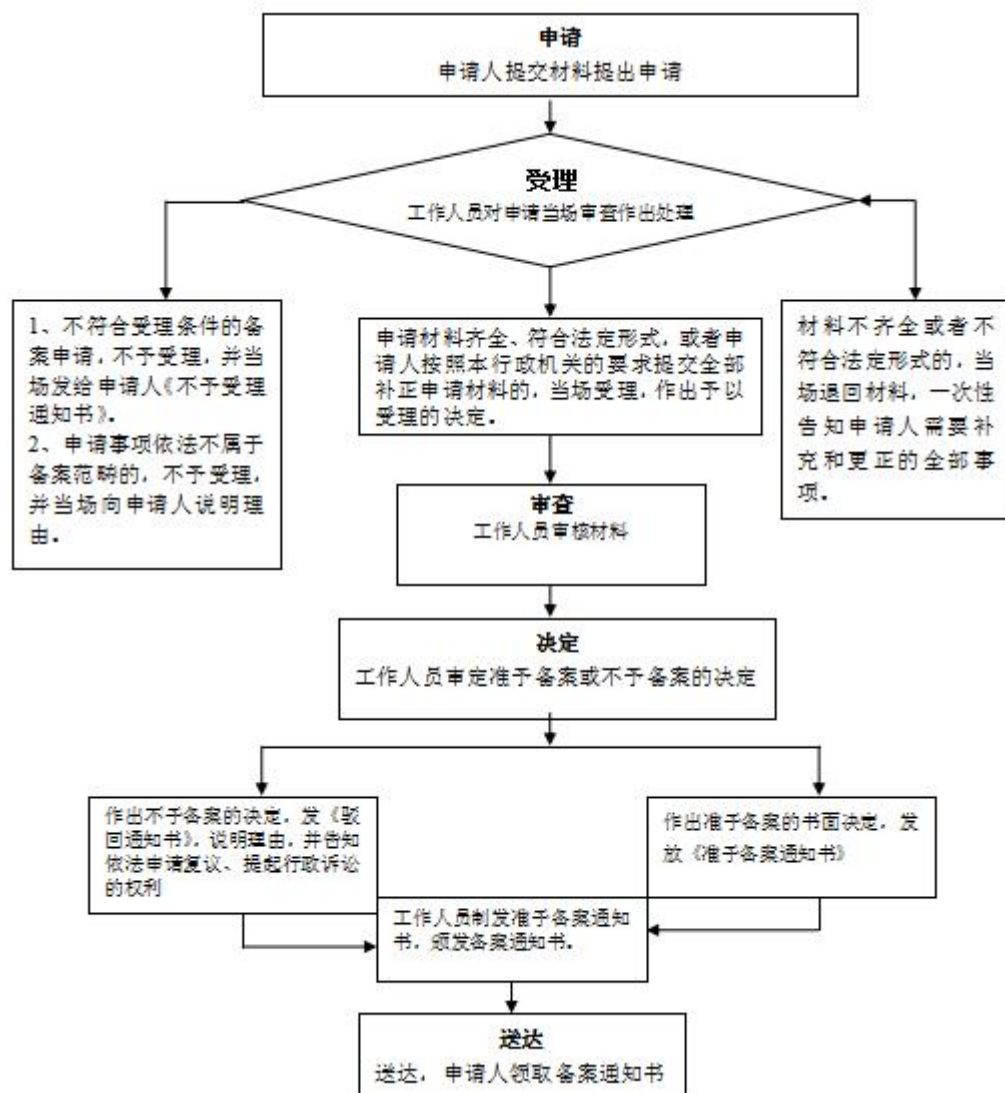 申请
申请人提交材料提出申请
受理
工作人员对申请当场审查作出处理
1、不符合受理条件的备
案申请，不予受理，并当
场发给申请人《不予受理
通知书》。
2、申请事项依法不属于
备案范畴的，不予受理，
并当场向申请人说明理
由。
申请材料齐全、符合法定形式，或者申
请人按照本行政机关的要求提交全部
补正申请材料的，当场受理，作出予以
受理的决定。
材料不齐全或者不
符合法定形式的，当
场退回材料，一次性
告知申请人需要补
充和更正的全部事
项。
审查
工作人员审核材料
决定
工作人员审定准予备案或不予备案的决定
作出不予备案的决定，发《驳
回通知书》，说明理由，并告知
依法申请复议、提起行政诉讼
的权利
作出准予备案的书面决定，发
放《准予备案通知书》
工作人员制发准予备案通知
书，颁发备案通知书。
送达
送达，申请人领取备案通知书